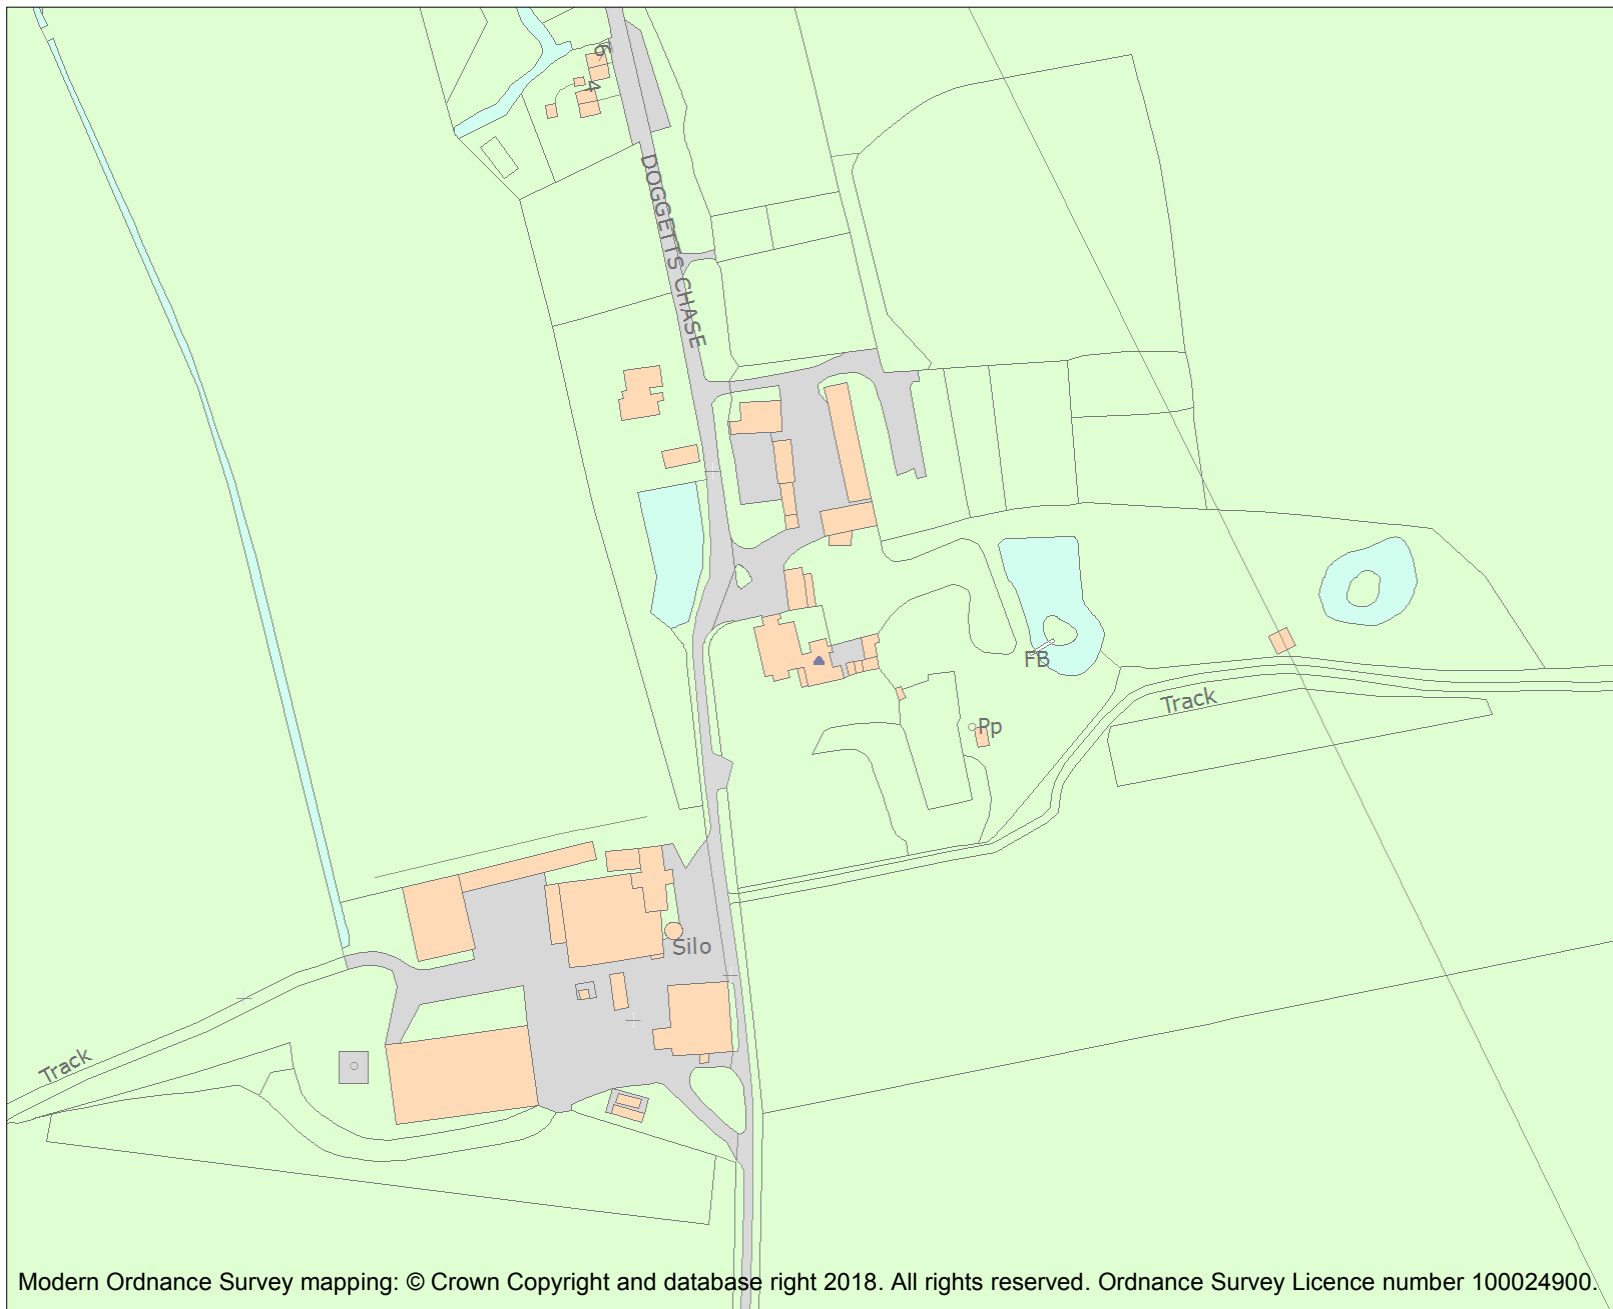 6
4
DOGGETTS CHASE
FB
Track
Pp
Silo
Track
Modern Ordnance Survey mapping: © Crown Copyright and database right 2018. All rights reserved. Ordnance Survey Licence number 100024900.